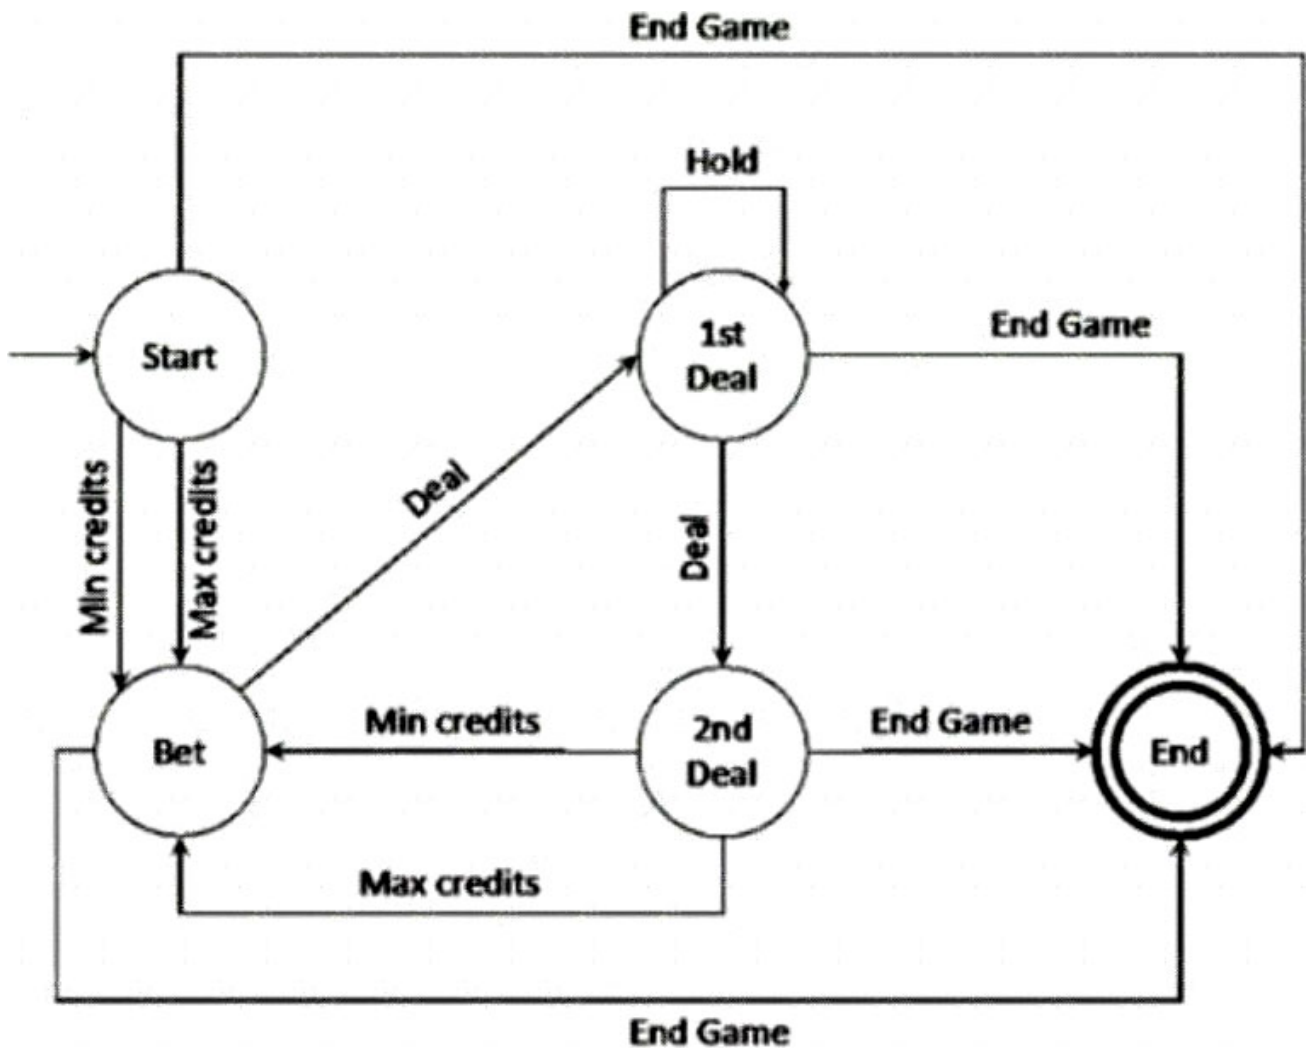 End Game
Hold
1st
Deal
End Game
Start
Min credits
Max credits
Deal
Deal
Min credits
2nd
Deal
End Game
End
Bet
Max credits
End Game